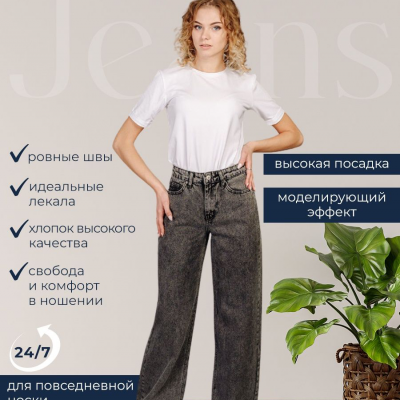 Jeans
ровные швы
идеальные
лекала
хлопок высокого
качества
свобода
и комфорт
в ношении
24/7
для повседневной
носки
высокая посадка
моделирующий
эффект